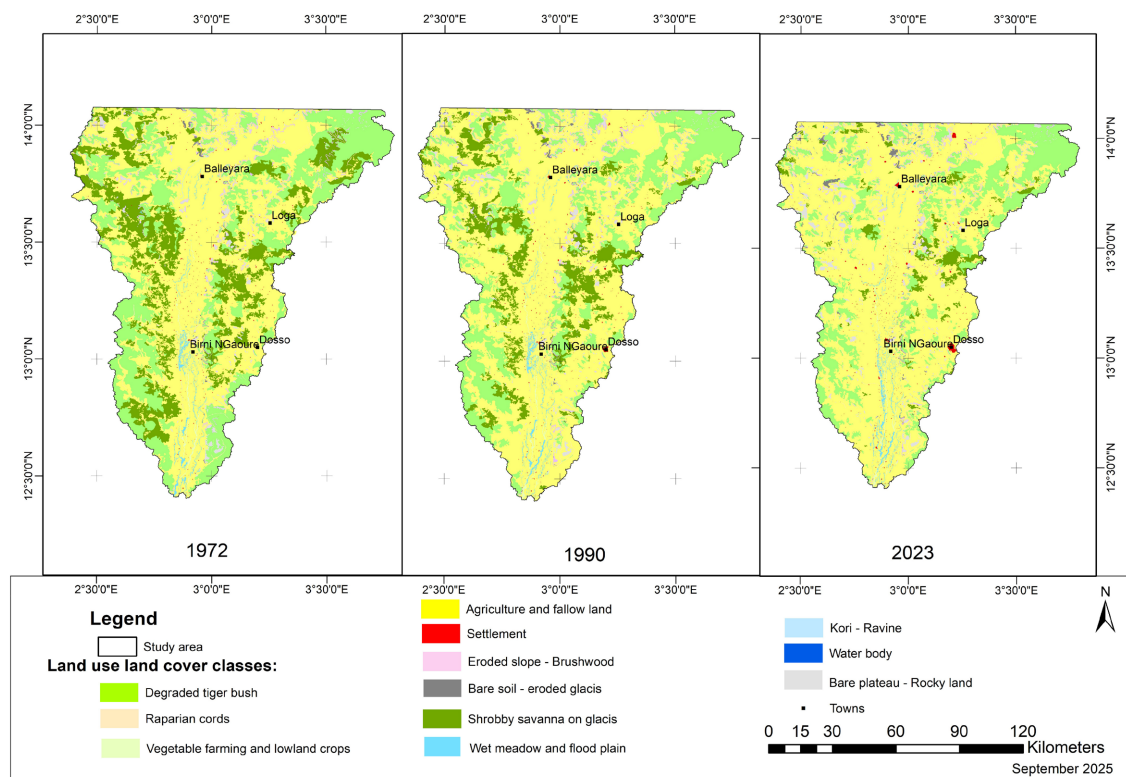 2°30'0"E 3°0'0"E 3°30'0"E 2°30'0"E 3°0'0"E 3°30'0"E 2°30'0"E 3°0'0"E 3°30'0"E
14°0'0"N
13°30'0"N
13°0'0"N
12°30'0"N
Balleyara
Loga
Birni NGaoure
Dosso
1972
Balleyara
Loga
Birni NGaoure
Dosso
1990
Balleyara
Loga
Birni NGaoure
Dosso
2023
14°0'0"N
13°30'0"N
13°0'0"N
12°30'0"N
2°30'0"E 3°0'0"E 3°30'0"E 2°30'0"E 3°0'0"E 3°30'0"E 2°30'0"E 3°0'0"E 3°30'0"E
Legend
Study area
Land use land cover classes:
Degraded tiger bush
Raparian cords
Vegetable farming and lowland crops
Agriculture and fallow land
Settlement
Eroded slope - Brushwood
Bare soil - eroded glacis
Shrobby savanna on glacis
Wet meadow and flood plain
Kori - Ravine
Water body
Bare plateau - Rocky land
Towns
N
0 15 30 60 90 120
Kilometers
September 2025